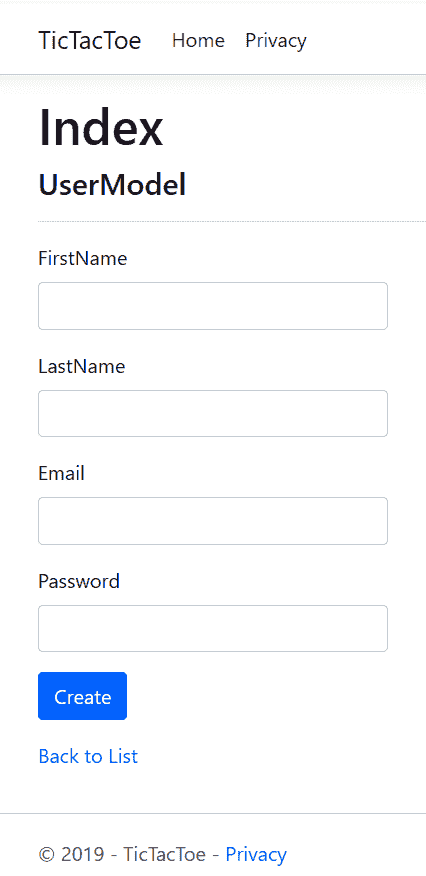 TicTacToe Home Privacy
Index
UserModel
FirstName
LastName
Email
Password
Create
Back to List
© 2019 - TicTacToe - Privacy